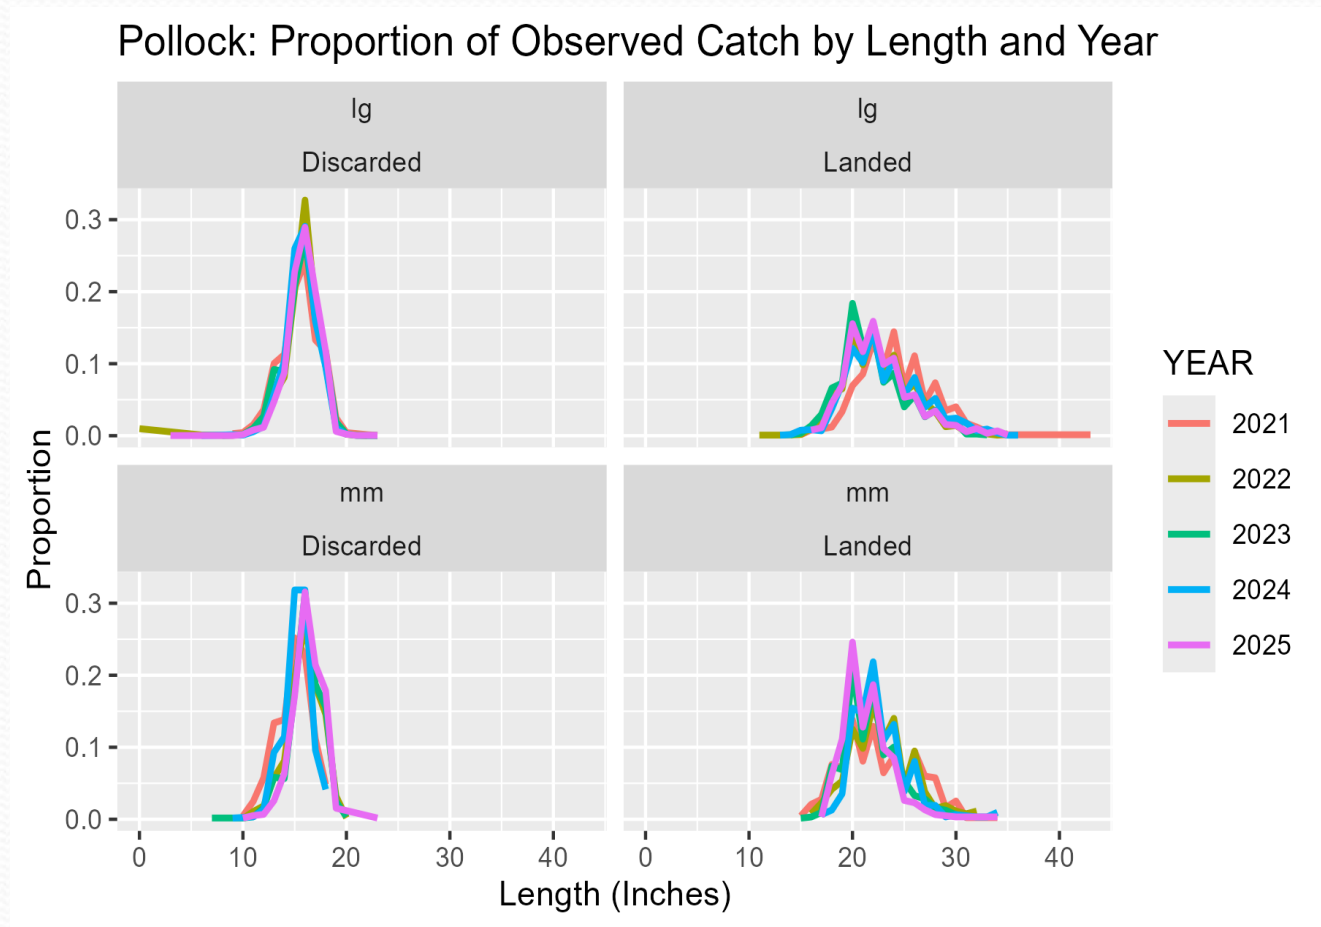 Pollock: Proportion of Observed Catch by Length and Year
lg
Discarded
lg
Landed
0.3
0.2
0.1
0.0
mm
Discarded
mm
Landed
0.3
0.2
0.1
0.0
0 10 20 30 40
0 10 20 30 40
Length (Inches)
Proportion
YEAR
2021
2022
2023
2024
2025